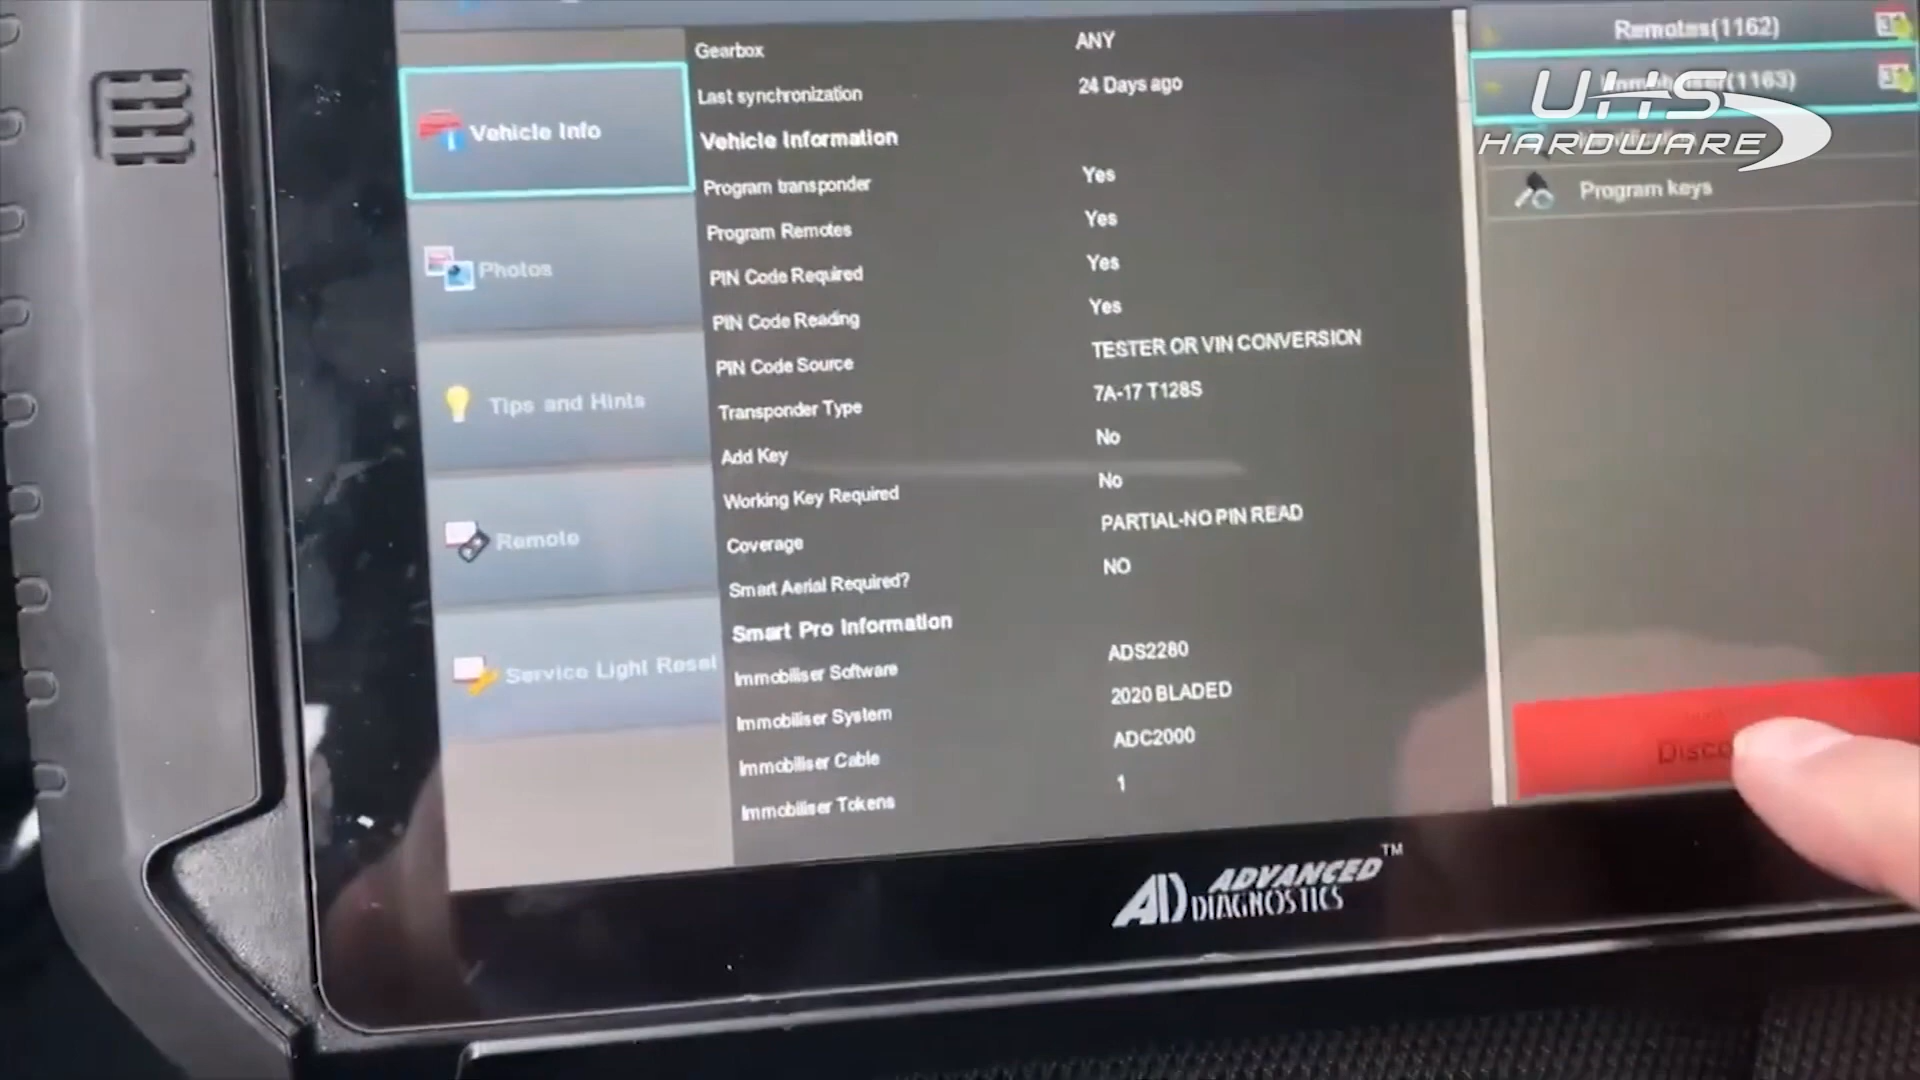 Gearbox ANY
Last synchronization 24 Days ago
Vehicle Information
Program transponder Yes
Program Remotes Yes
PIN Code Required Yes
PIN Code Reading Yes
PIN Code Source TESTER OR VIN CONVERSION
Transponder Type 7A-17 T128S
Add Key No
Working Key Required No
Coverage PARTIAL-NO PIN READ
Smart Aerial Required? NO
Smart Pro Information
Immobiliser Software ADS2280
Immobiliser System 2020 BLADED
Immobiliser Cable ADC2000
Immobiliser Tokens 1
Vehicle Info
Photos
Tips and Hints
Remote
Service Light Reset
Remotes(1162)
Immobiliser(1163)
Program keys
UHS
HARDWARE
AD ADVANCED DIAGNOSTICS™